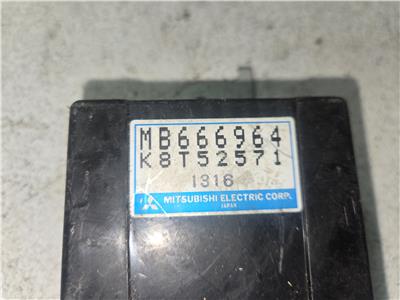 MB666964
K8T52571
1316
MITSUBISHI ELECTRIC CORP.
JAPAN